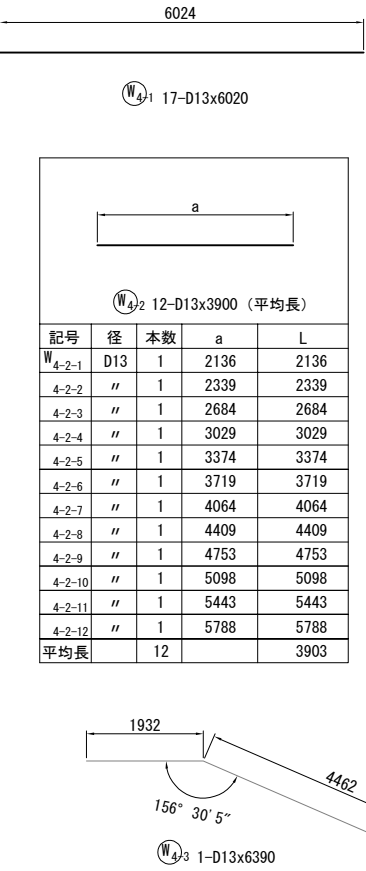 6024
W4-1 17-D13x6020
a
W4-2 12-D13x3900 (平均長)
記号 径 本数 a L
W4-2-1 D13 1 2136 2136
4-2-2 〃 1 2339 2339
4-2-3 〃 1 2684 2684
4-2-4 〃 1 3029 3029
4-2-5 〃 1 3374 3374
4-2-6 〃 1 3719 3719
4-2-7 〃 1 4064 4064
4-2-8 〃 1 4409 4409
4-2-9 〃 1 4753 4753
4-2-10 〃 1 5098 5098
4-2-11 〃 1 5443 5443
4-2-12 〃 1 5788 5788
平均長 12 3903
1932
4462
156° 30′ 5″
W4-3 1-D13x6390